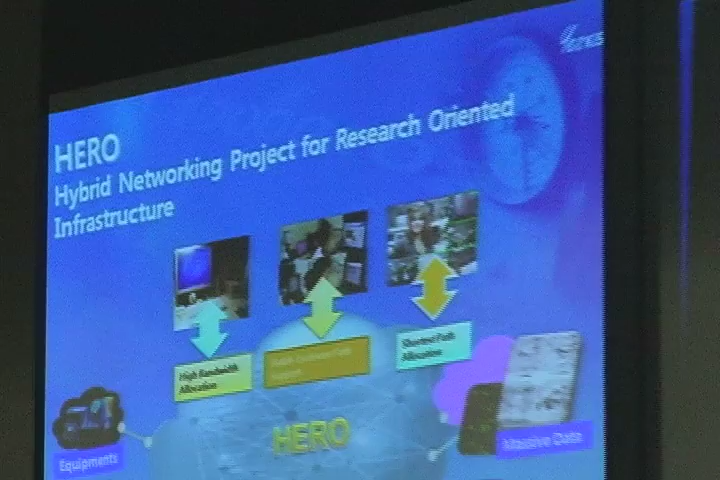 HERO
Hybrid Networking Project for Research Oriented
Infrastructure
High Bandwidth
Allocation
Shortest Path
Allocation
HERO
Equipments
Massive Data